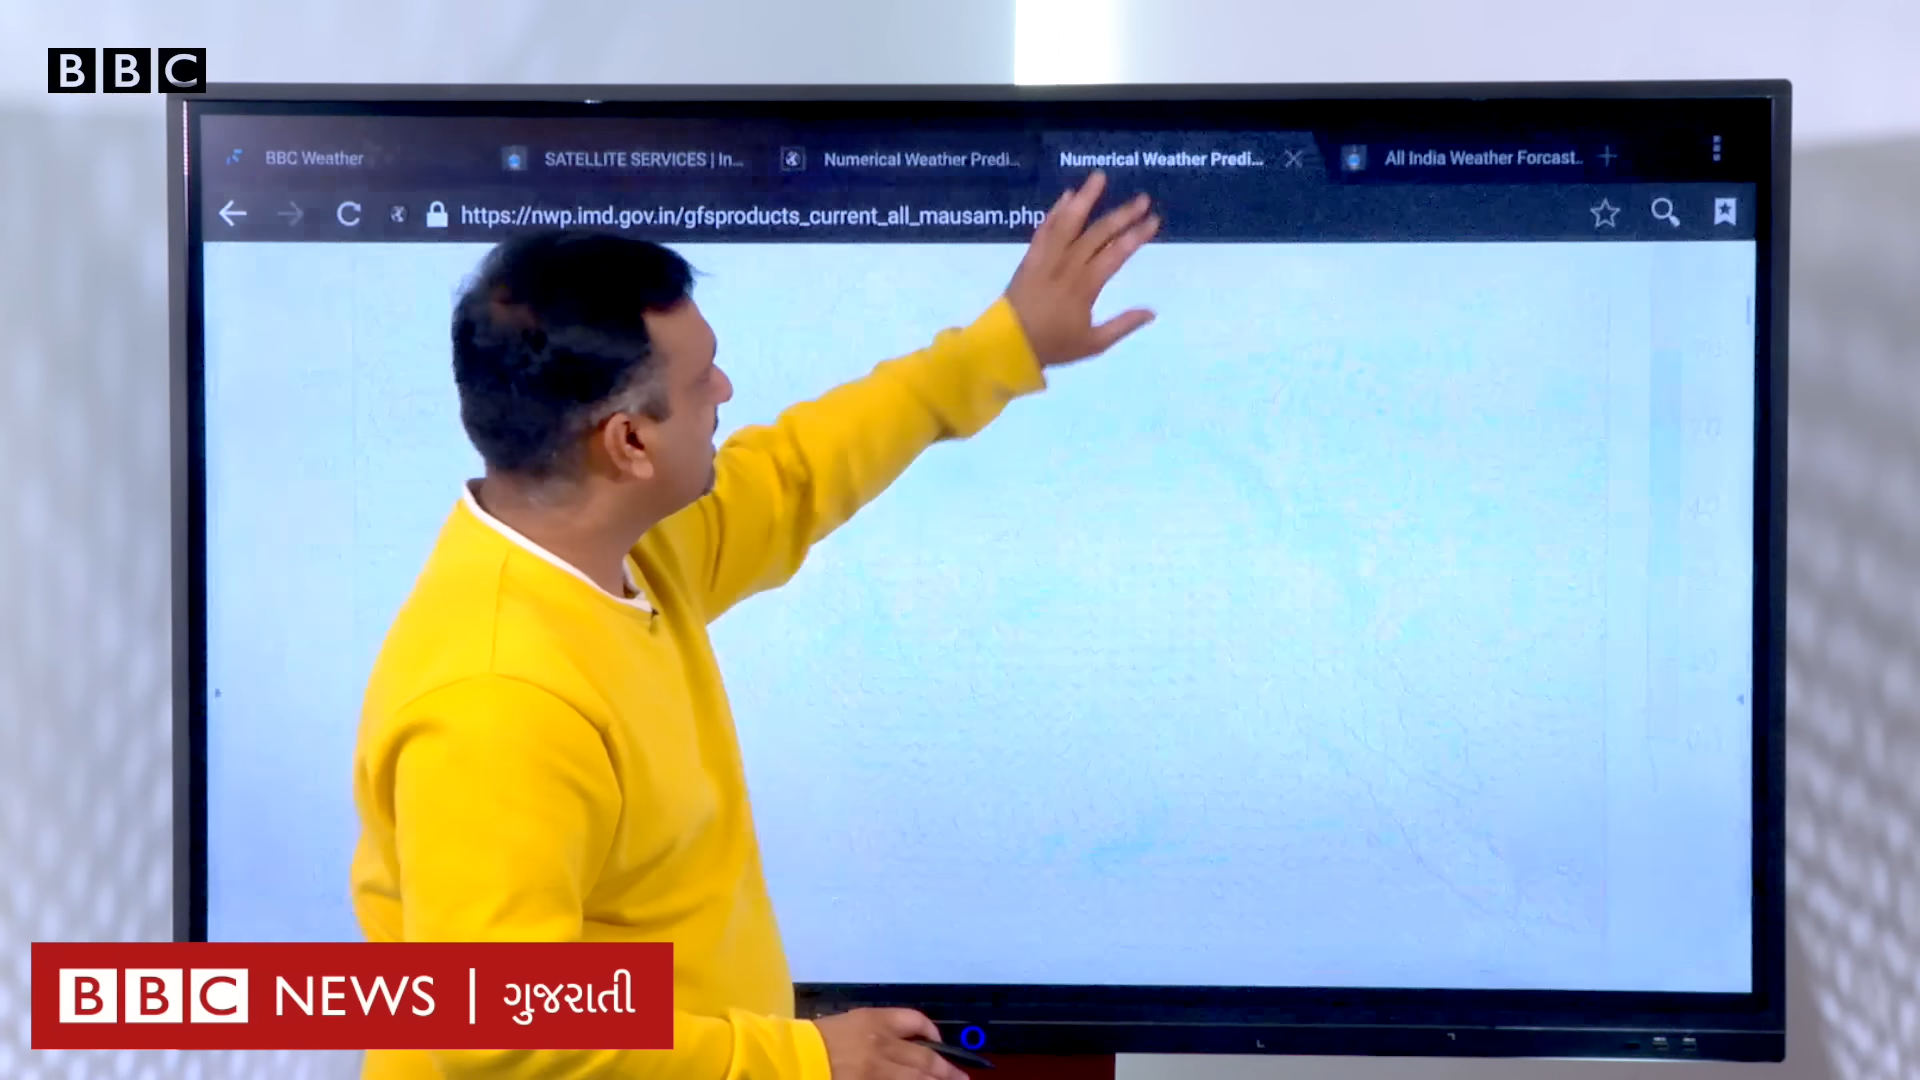 BBC
BBC Weather
SATELLITE SERVICES | In...
Numerical Weather Predi...
Numerical Weather Predi...
All India Weather Forcast..
https://nwp.imd.gov.in/gfsproducts_current_all_mausam.php
BBC NEWS | ગુજરાતી